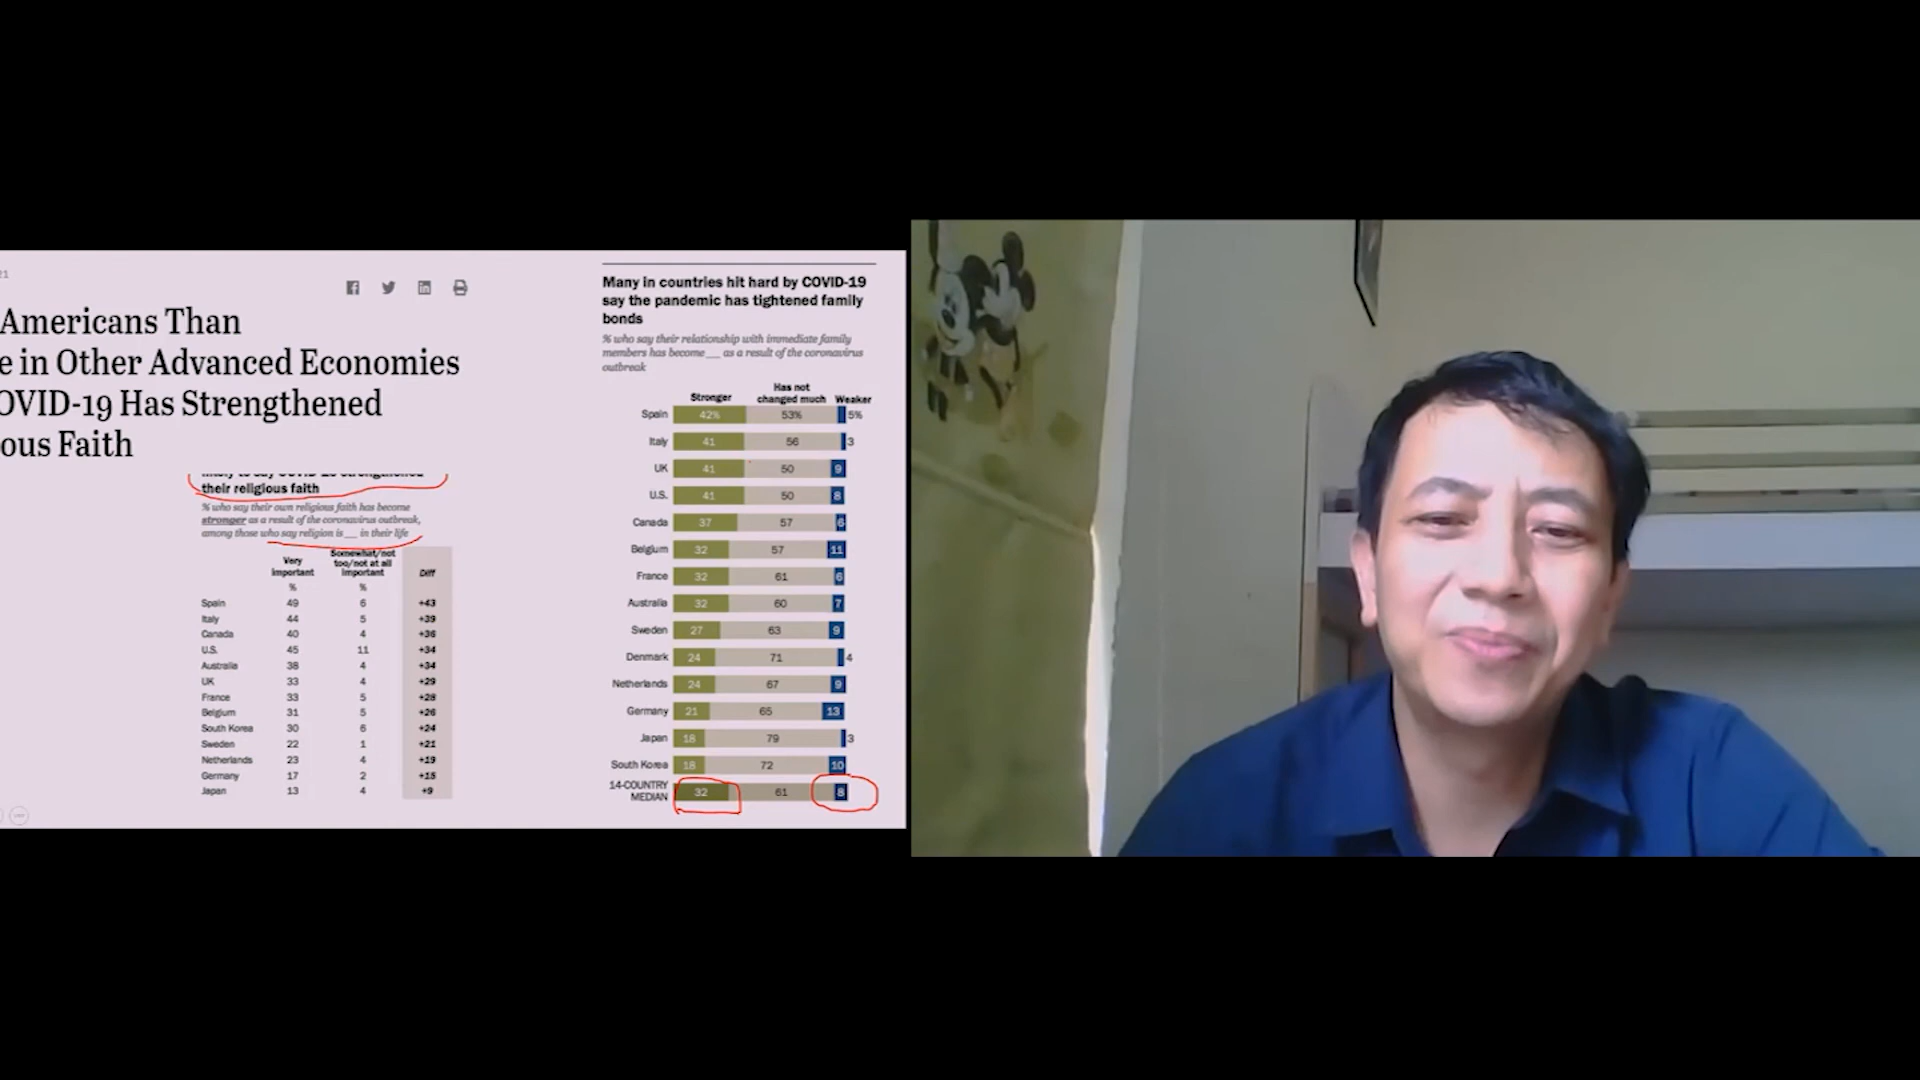 21
Americans Than
e in Other Advanced Economies
OVID-19 Has Strengthened
ous Faith
likely to say COVID-19 strengthened
their religious faith
% who say their own religious faith has become
stronger as a result of the coronavirus outbreak,
among those who say religion is __ in their life
Very important Somewhat/not too/not at all important Diff
% %
Spain 49 6 +43
Italy 44 5 +39
Canada 40 4 +36
U.S. 45 11 +34
Australia 38 4 +34
UK 33 4 +29
France 33 5 +28
Belgium 31 5 +26
South Korea 30 6 +24
Sweden 22 1 +21
Netherlands 23 4 +19
Germany 17 2 +15
Japan 13 4 +9
Many in countries hit hard by COVID-19
say the pandemic has tightened family
bonds
% who say their relationship with immediate family
members has become __ as a result of the coronavirus
outbreak
Stronger Has not changed much Weaker
Spain 42% 53% 5%
Italy 41 56 3
UK 41 50 9
U.S. 41 50 8
Canada 37 57 6
Belgium 32 57 11
France 32 61 6
Australia 32 60 7
Sweden 27 63 9
Denmark 24 71 4
Netherlands 24 67 9
Germany 21 65 13
Japan 18 79 3
South Korea 18 72 10
14-COUNTRY MEDIAN 32 61 8